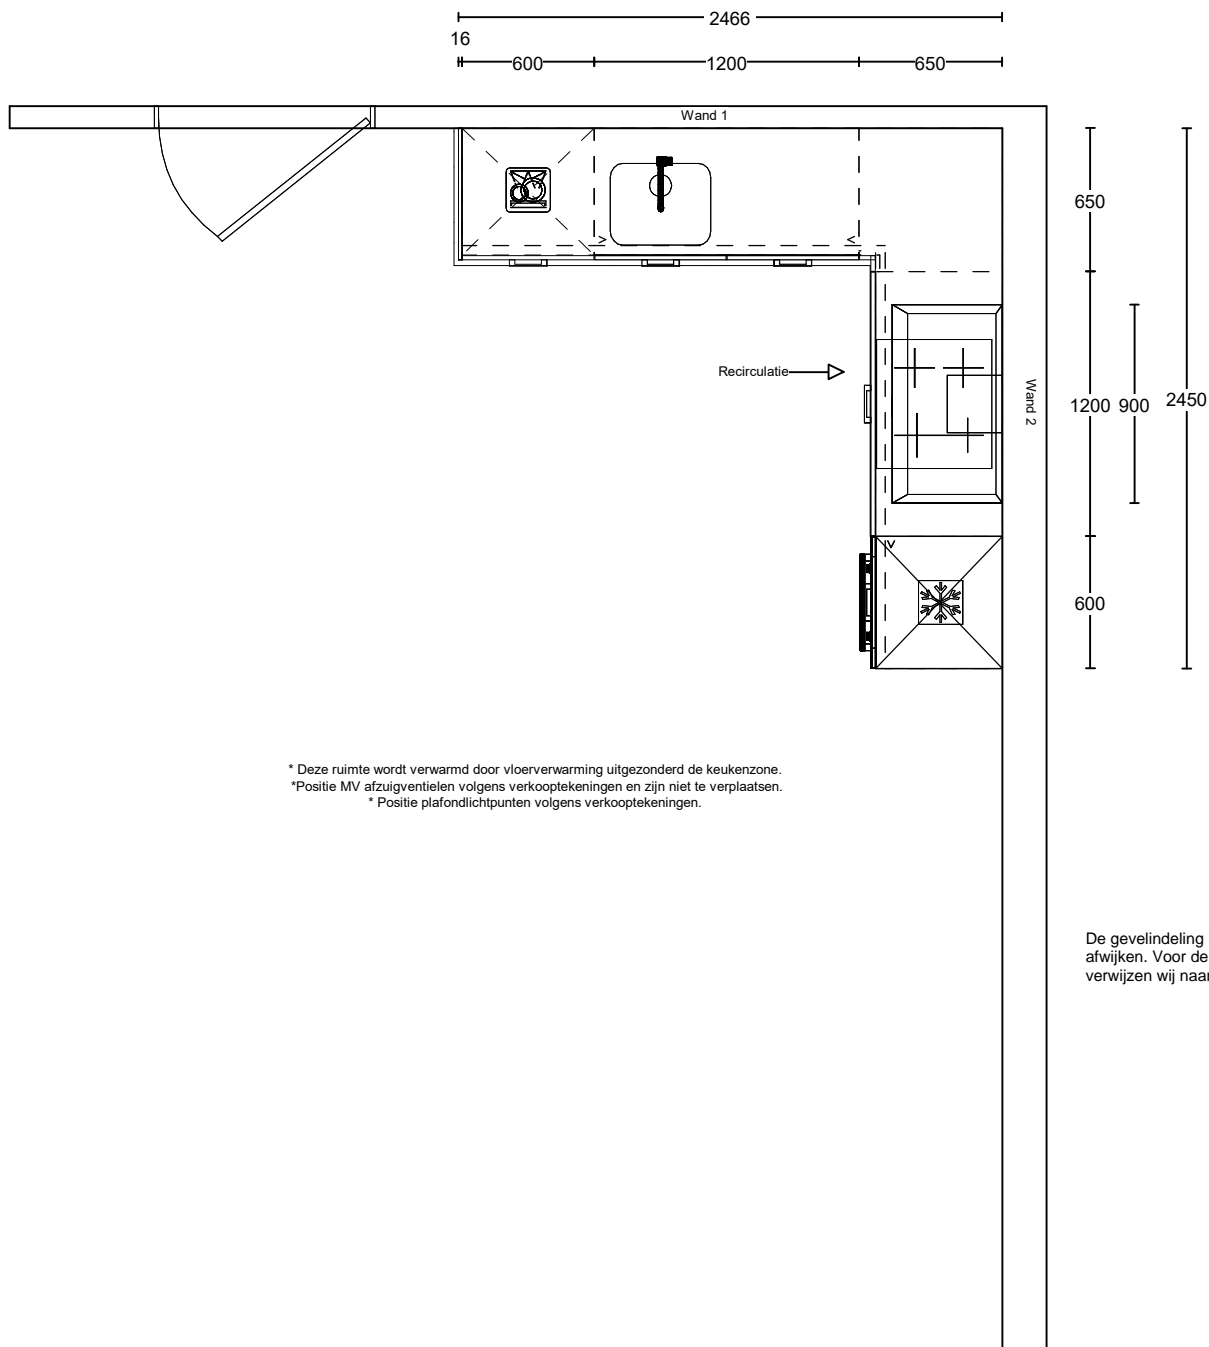 2466
16
600
1200
650
Wand 1
650
Recirculatie
Wand 2
1200
900
2450
600
* Deze ruimte wordt verwarmd door vloerverwarming uitgezonderd de keukenzone.
*Positie MV afzuigventielen volgens verkooptekeningen en zijn niet te verplaatsen.
* Positie plafondlichtpunten volgens verkooptekeningen.
De gevelindeling
afwijken. Voor de
verwijzen wij naar